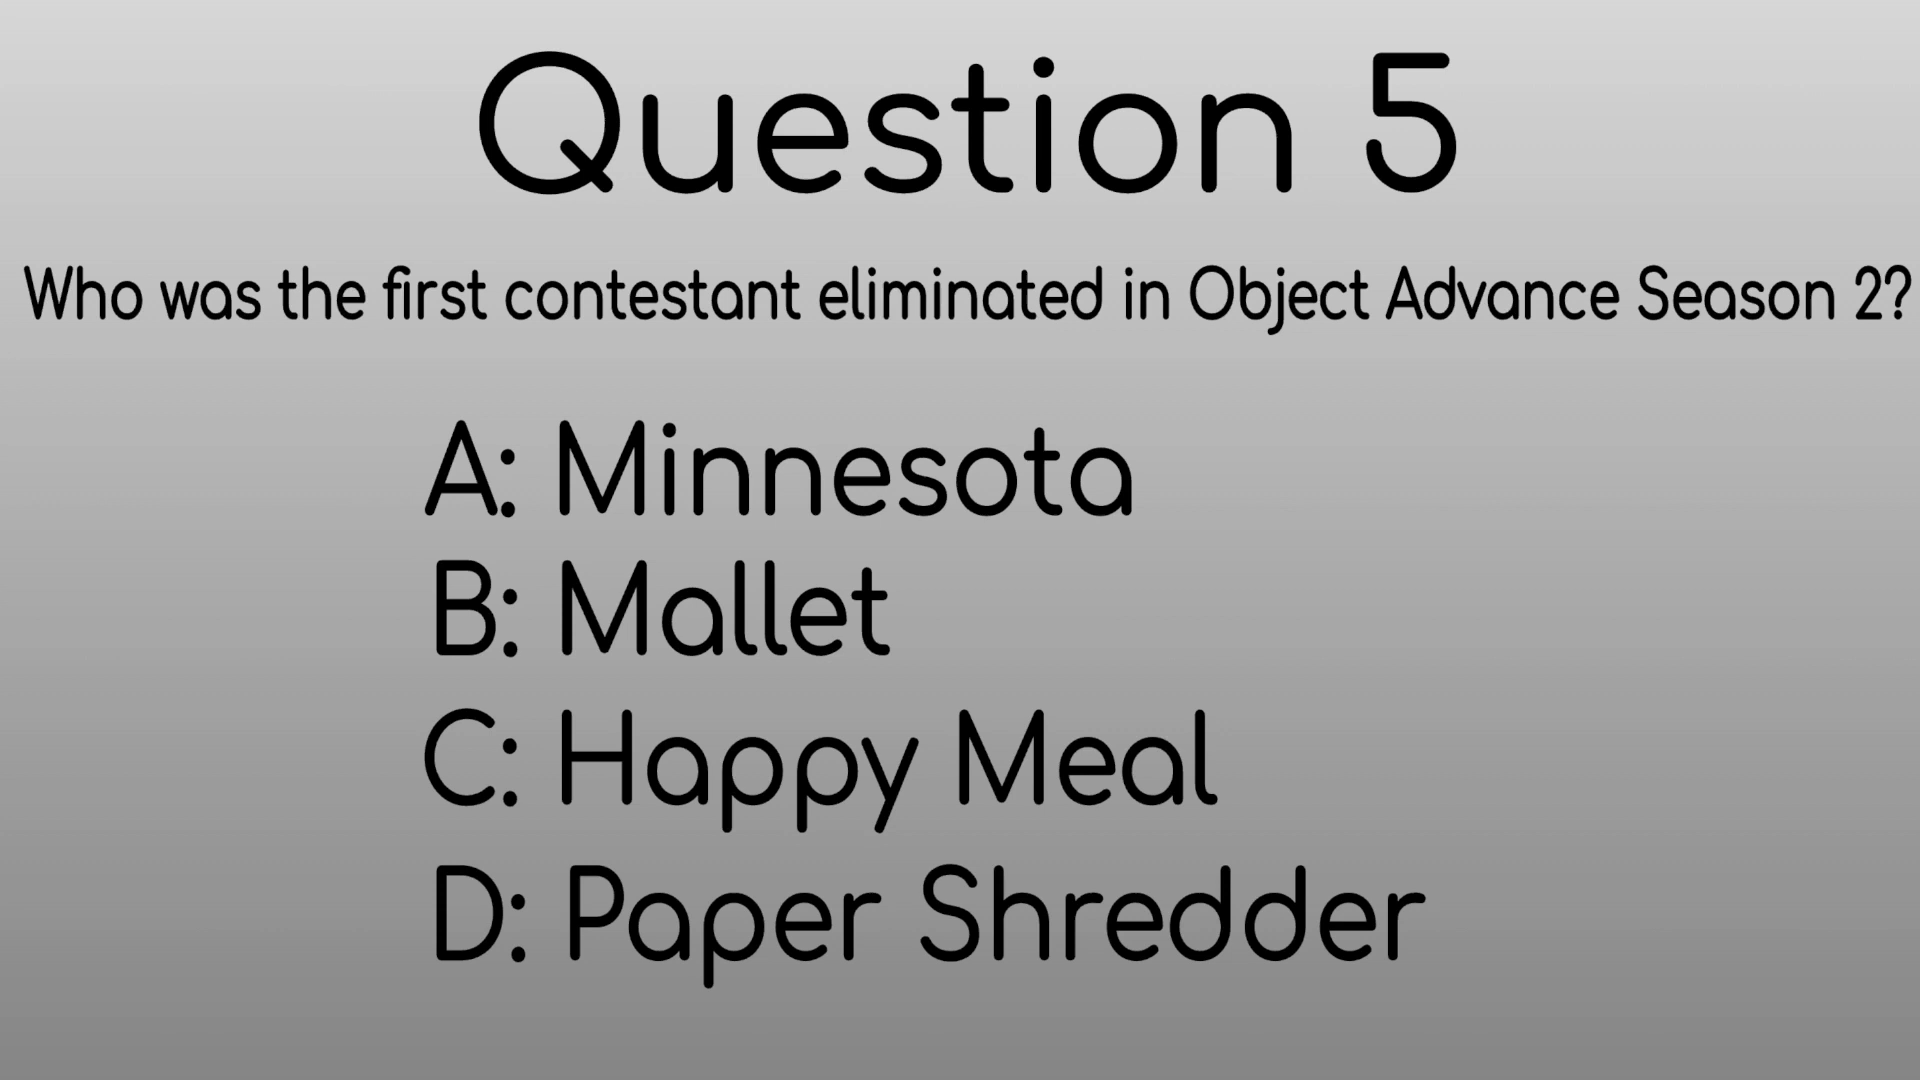 Question 5
Who was the first contestant eliminated in Object Advance Season 2?
A: Minnesota
B: Mallet
C: Happy Meal
D: Paper Shredder